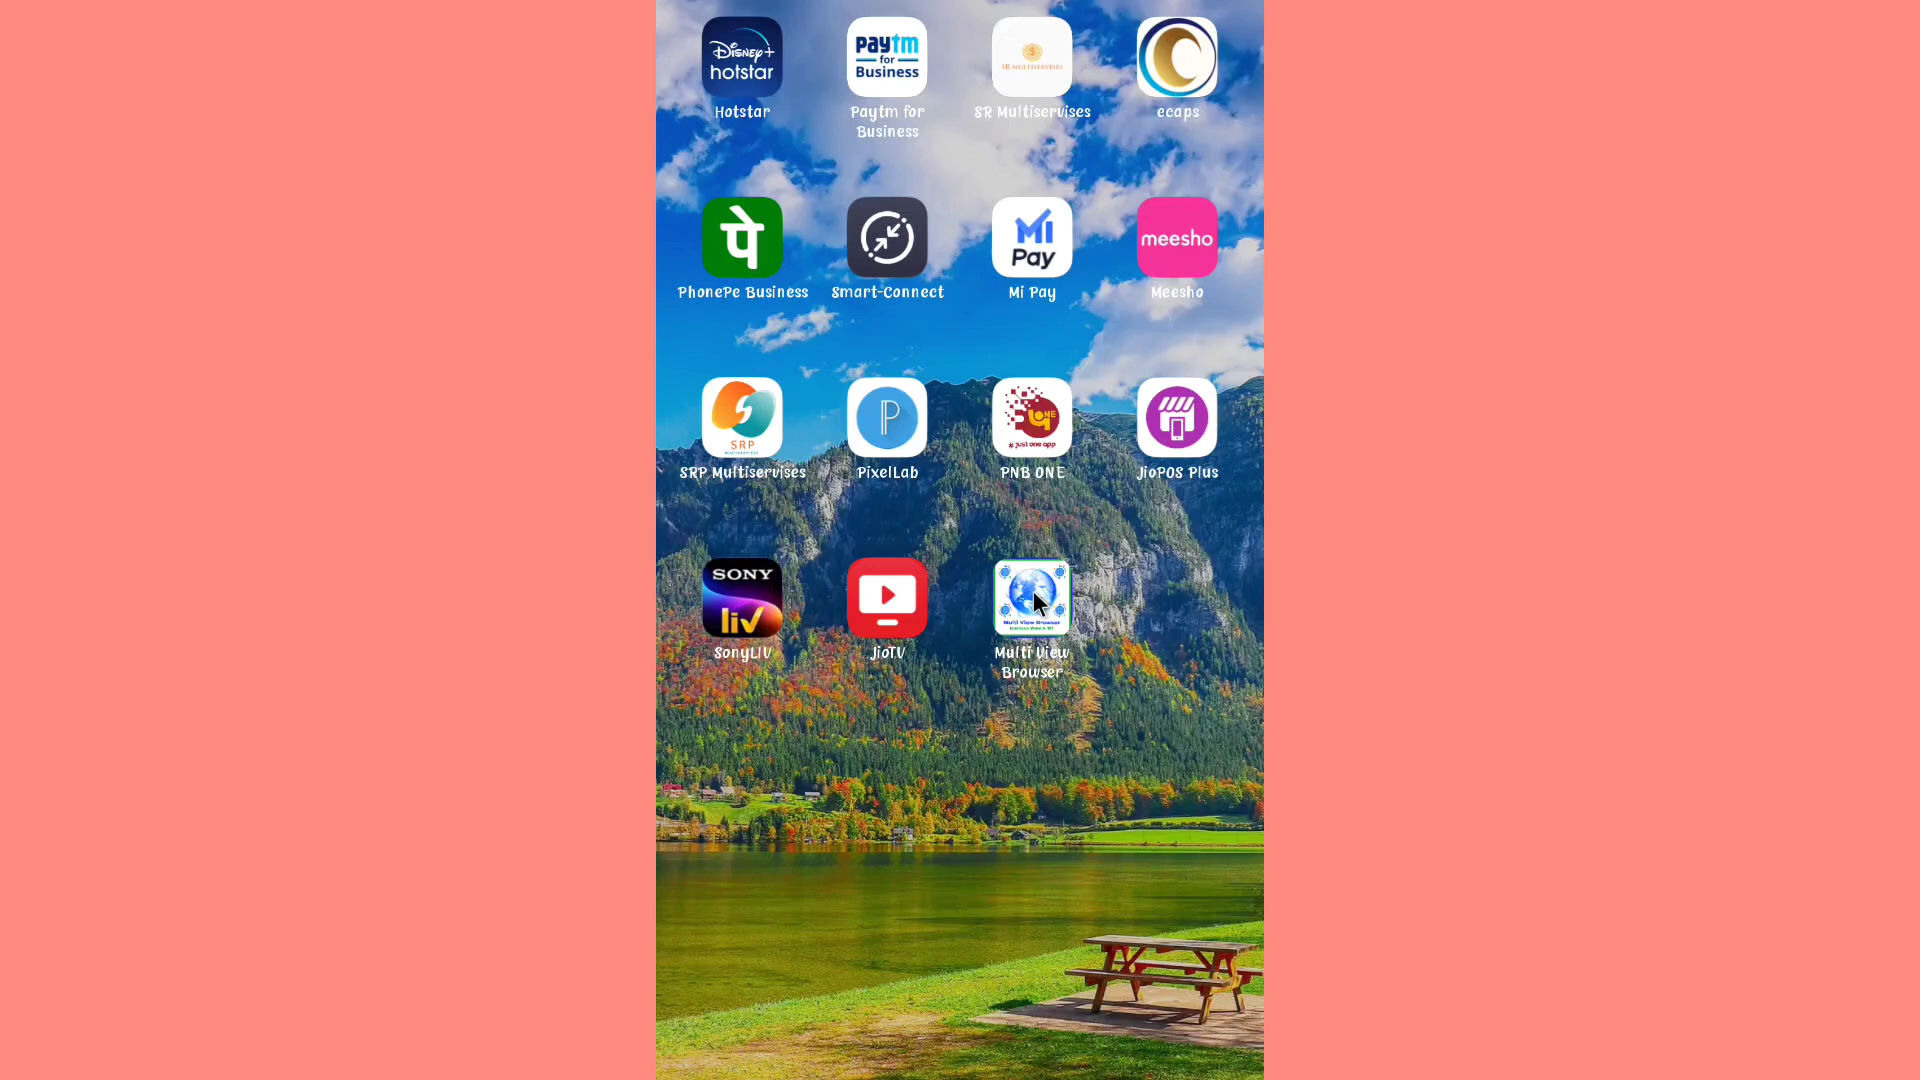 Disney+
hotstar
Hotstar
paytm
for
Business
Paytm for
Business
SR MULTISERVISES
SR Multiservises
ecaps
पे
PhonePe Business
Smart-Connect
Mi
Pay
Mi Pay
meesho
Meesho
SRP
SRP Multiservises
P
PixelLab
ONE
# just one app
PNB ONE
JioPOS Plus
SONY
liv
SonyLIV
JioTV
Multi View Browser
Multi View
Browser